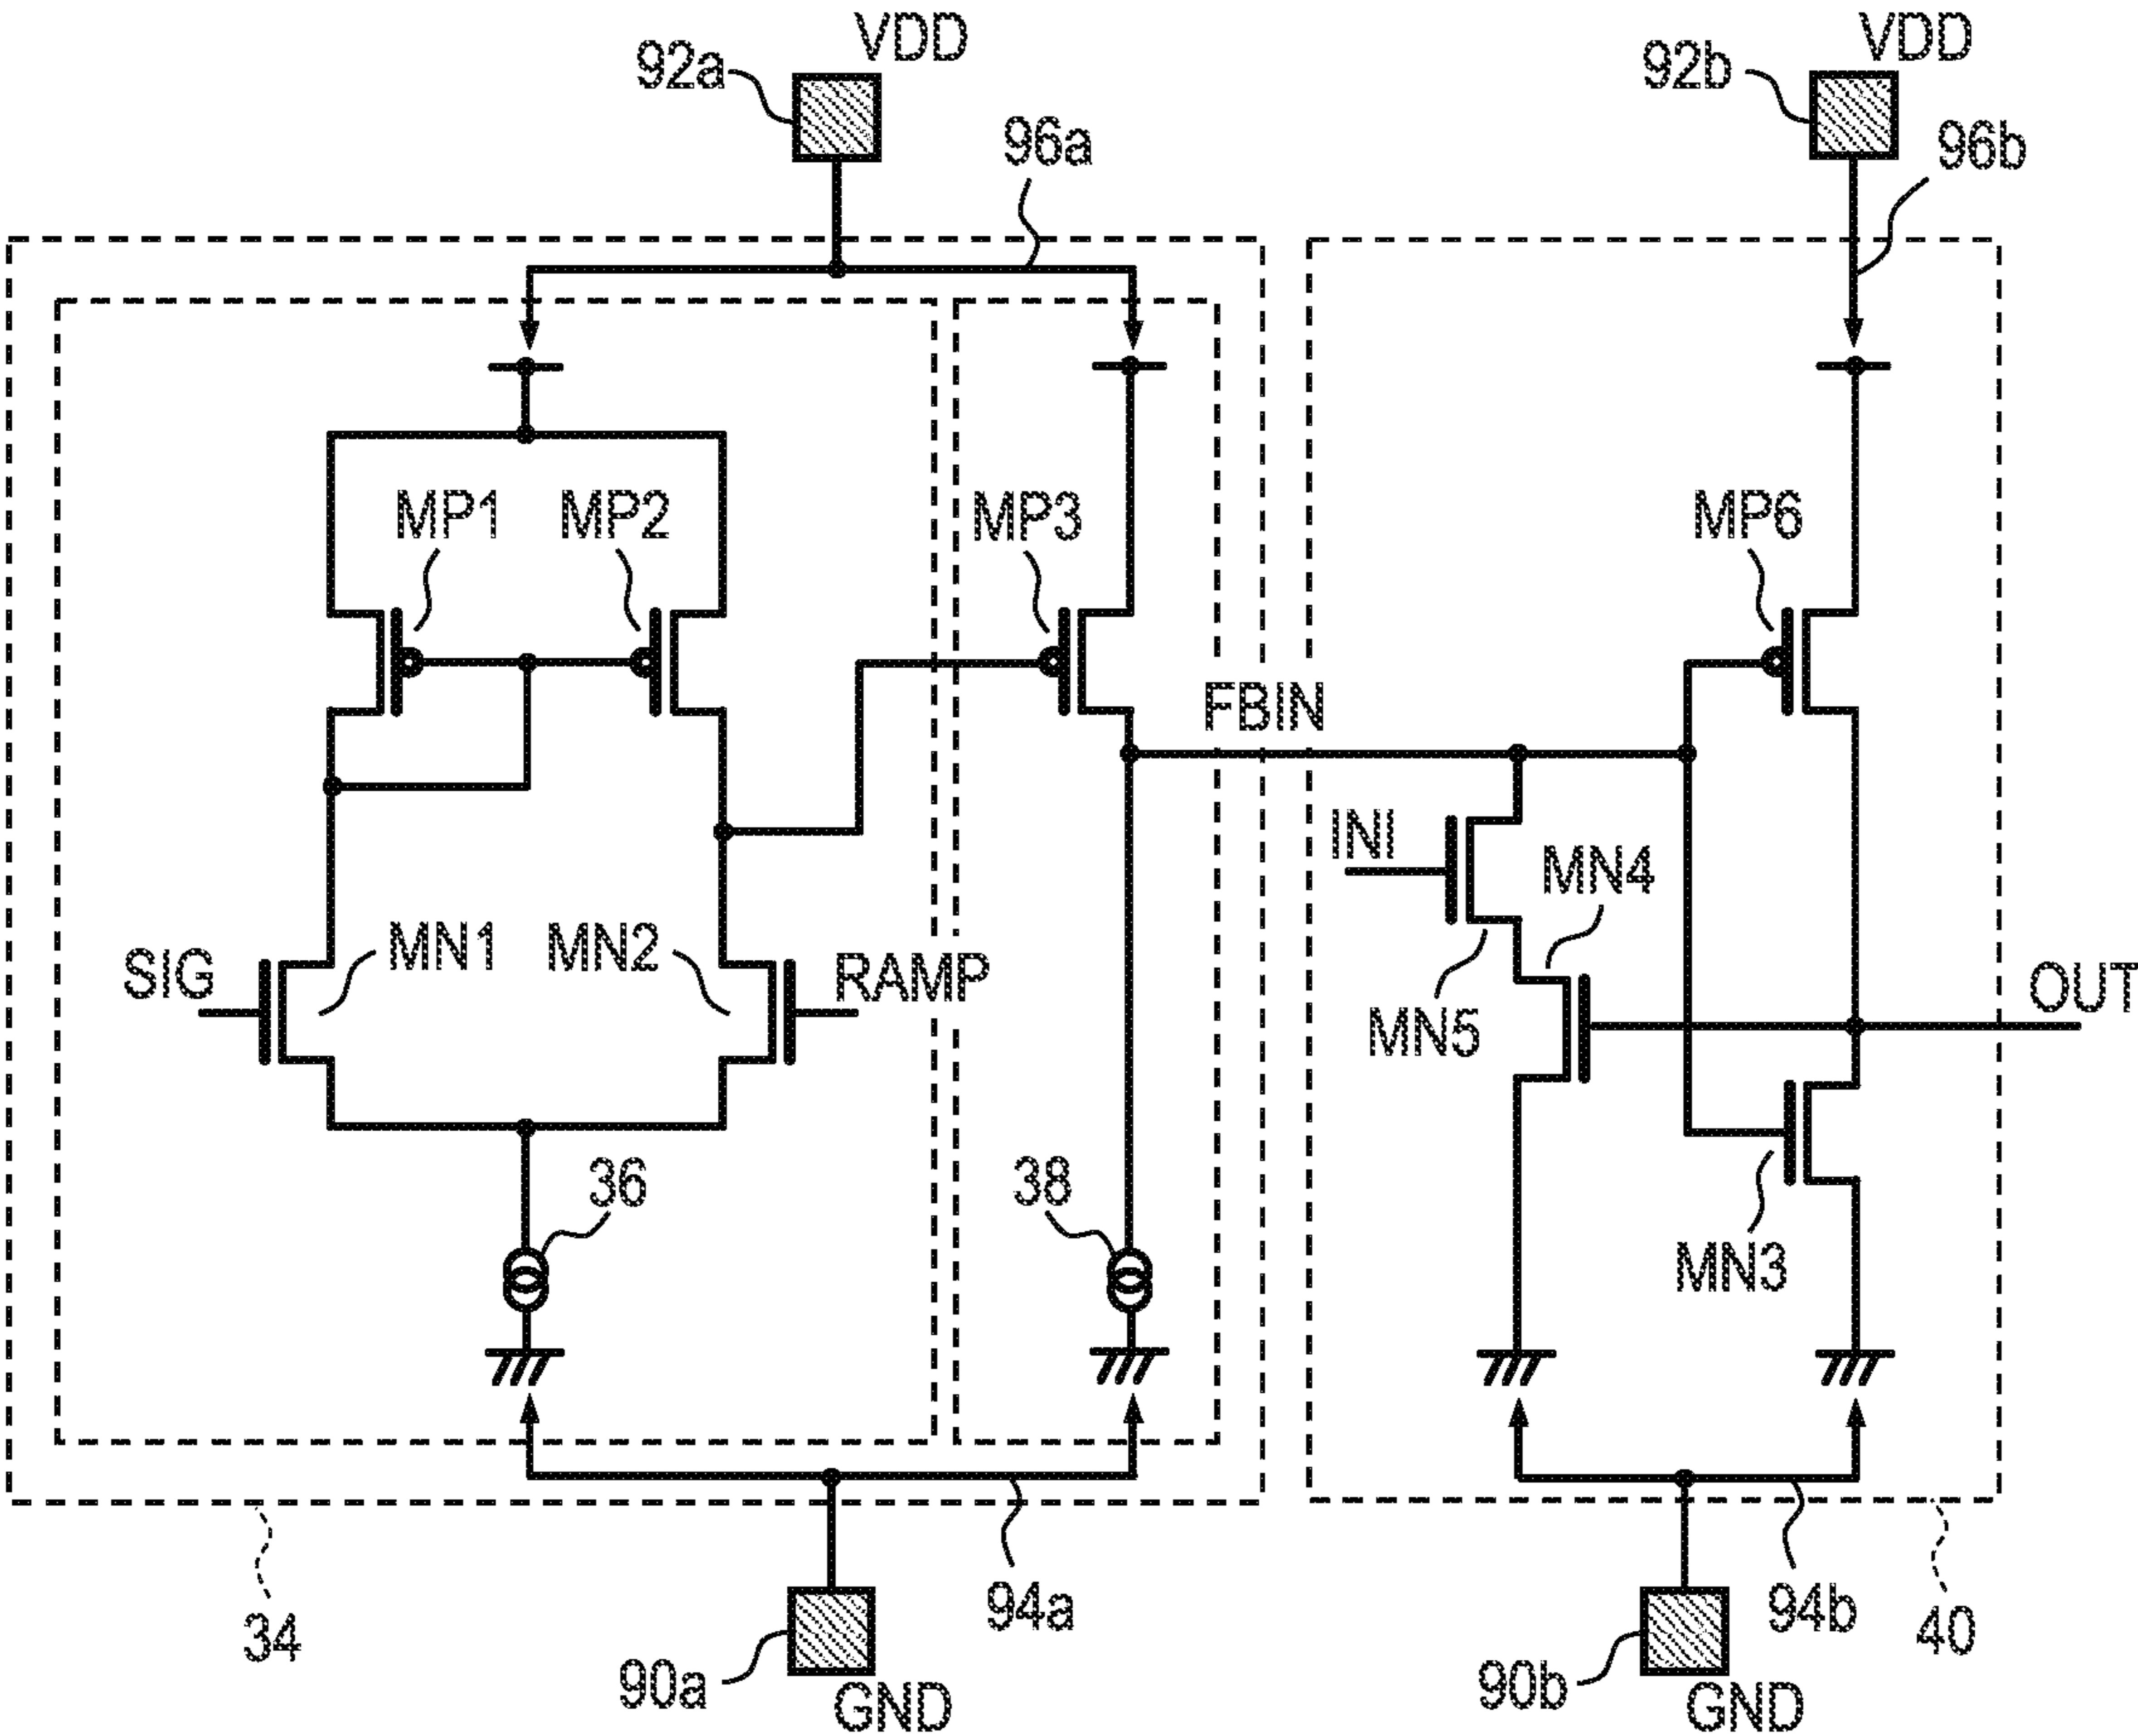 VDD
92a
96a
VDD
92b
96b
MP1
MP2
MP3
MP6
FBIN
INI
MN4
SIG
MN1
MN2
RAMP
MN5
OUT
36
38
MN3
34
94a
90a
GND
94b
40
90b
GND